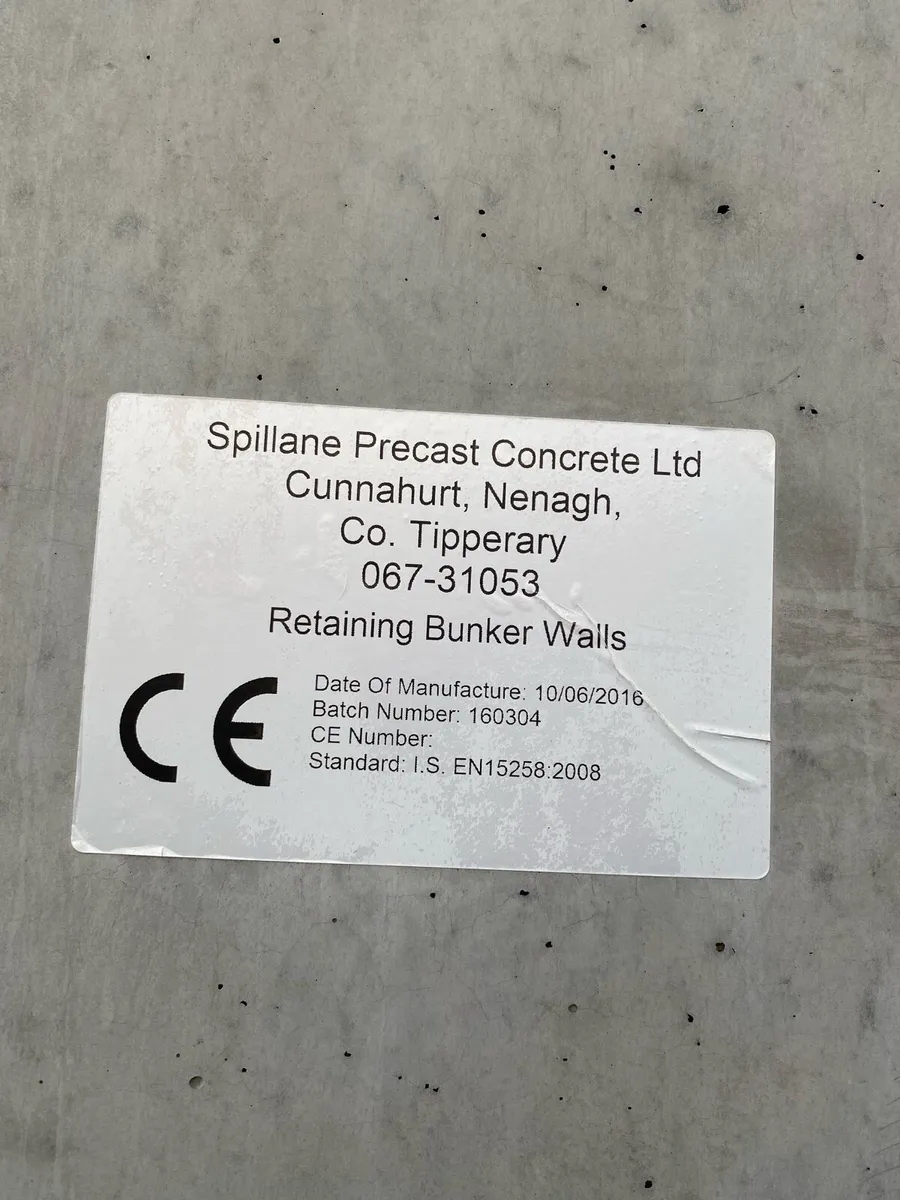 Spillane Precast Concrete Ltd
Cunnahurt, Nenagh,
Co. Tipperary
067-31053
Retaining Bunker Walls
CE
Date Of Manufacture: 10/06/2016
Batch Number: 160304
CE Number:
Standard: I.S. EN15258:2008